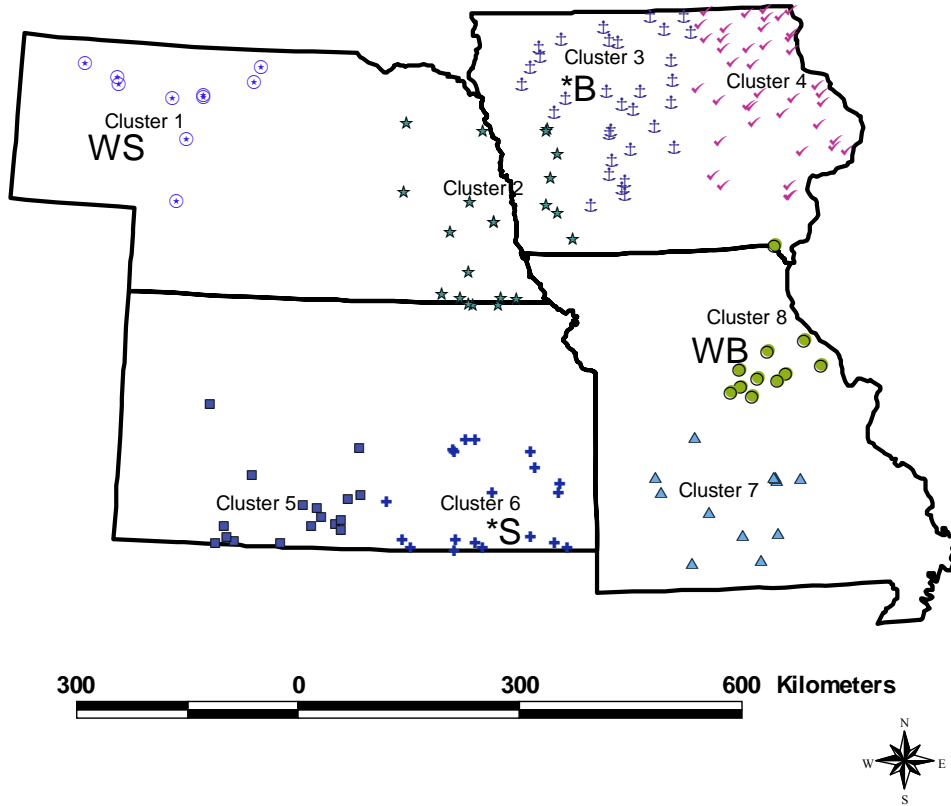 Cluster 3
Cluster 4
*B
Cluster 1
WS
Cluster 2
Cluster 8
WB
Cluster 5
Cluster 6
Cluster 7
*S
300 0 300 600 Kilometers
N
W E
S